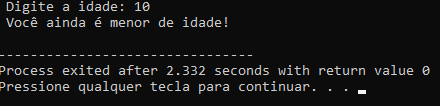 Digite a idade: 10
Você ainda é menor de idade!
--------------------------------
Process exited after 2.332 seconds with return value 0
Pressione qualquer tecla para continuar. . .